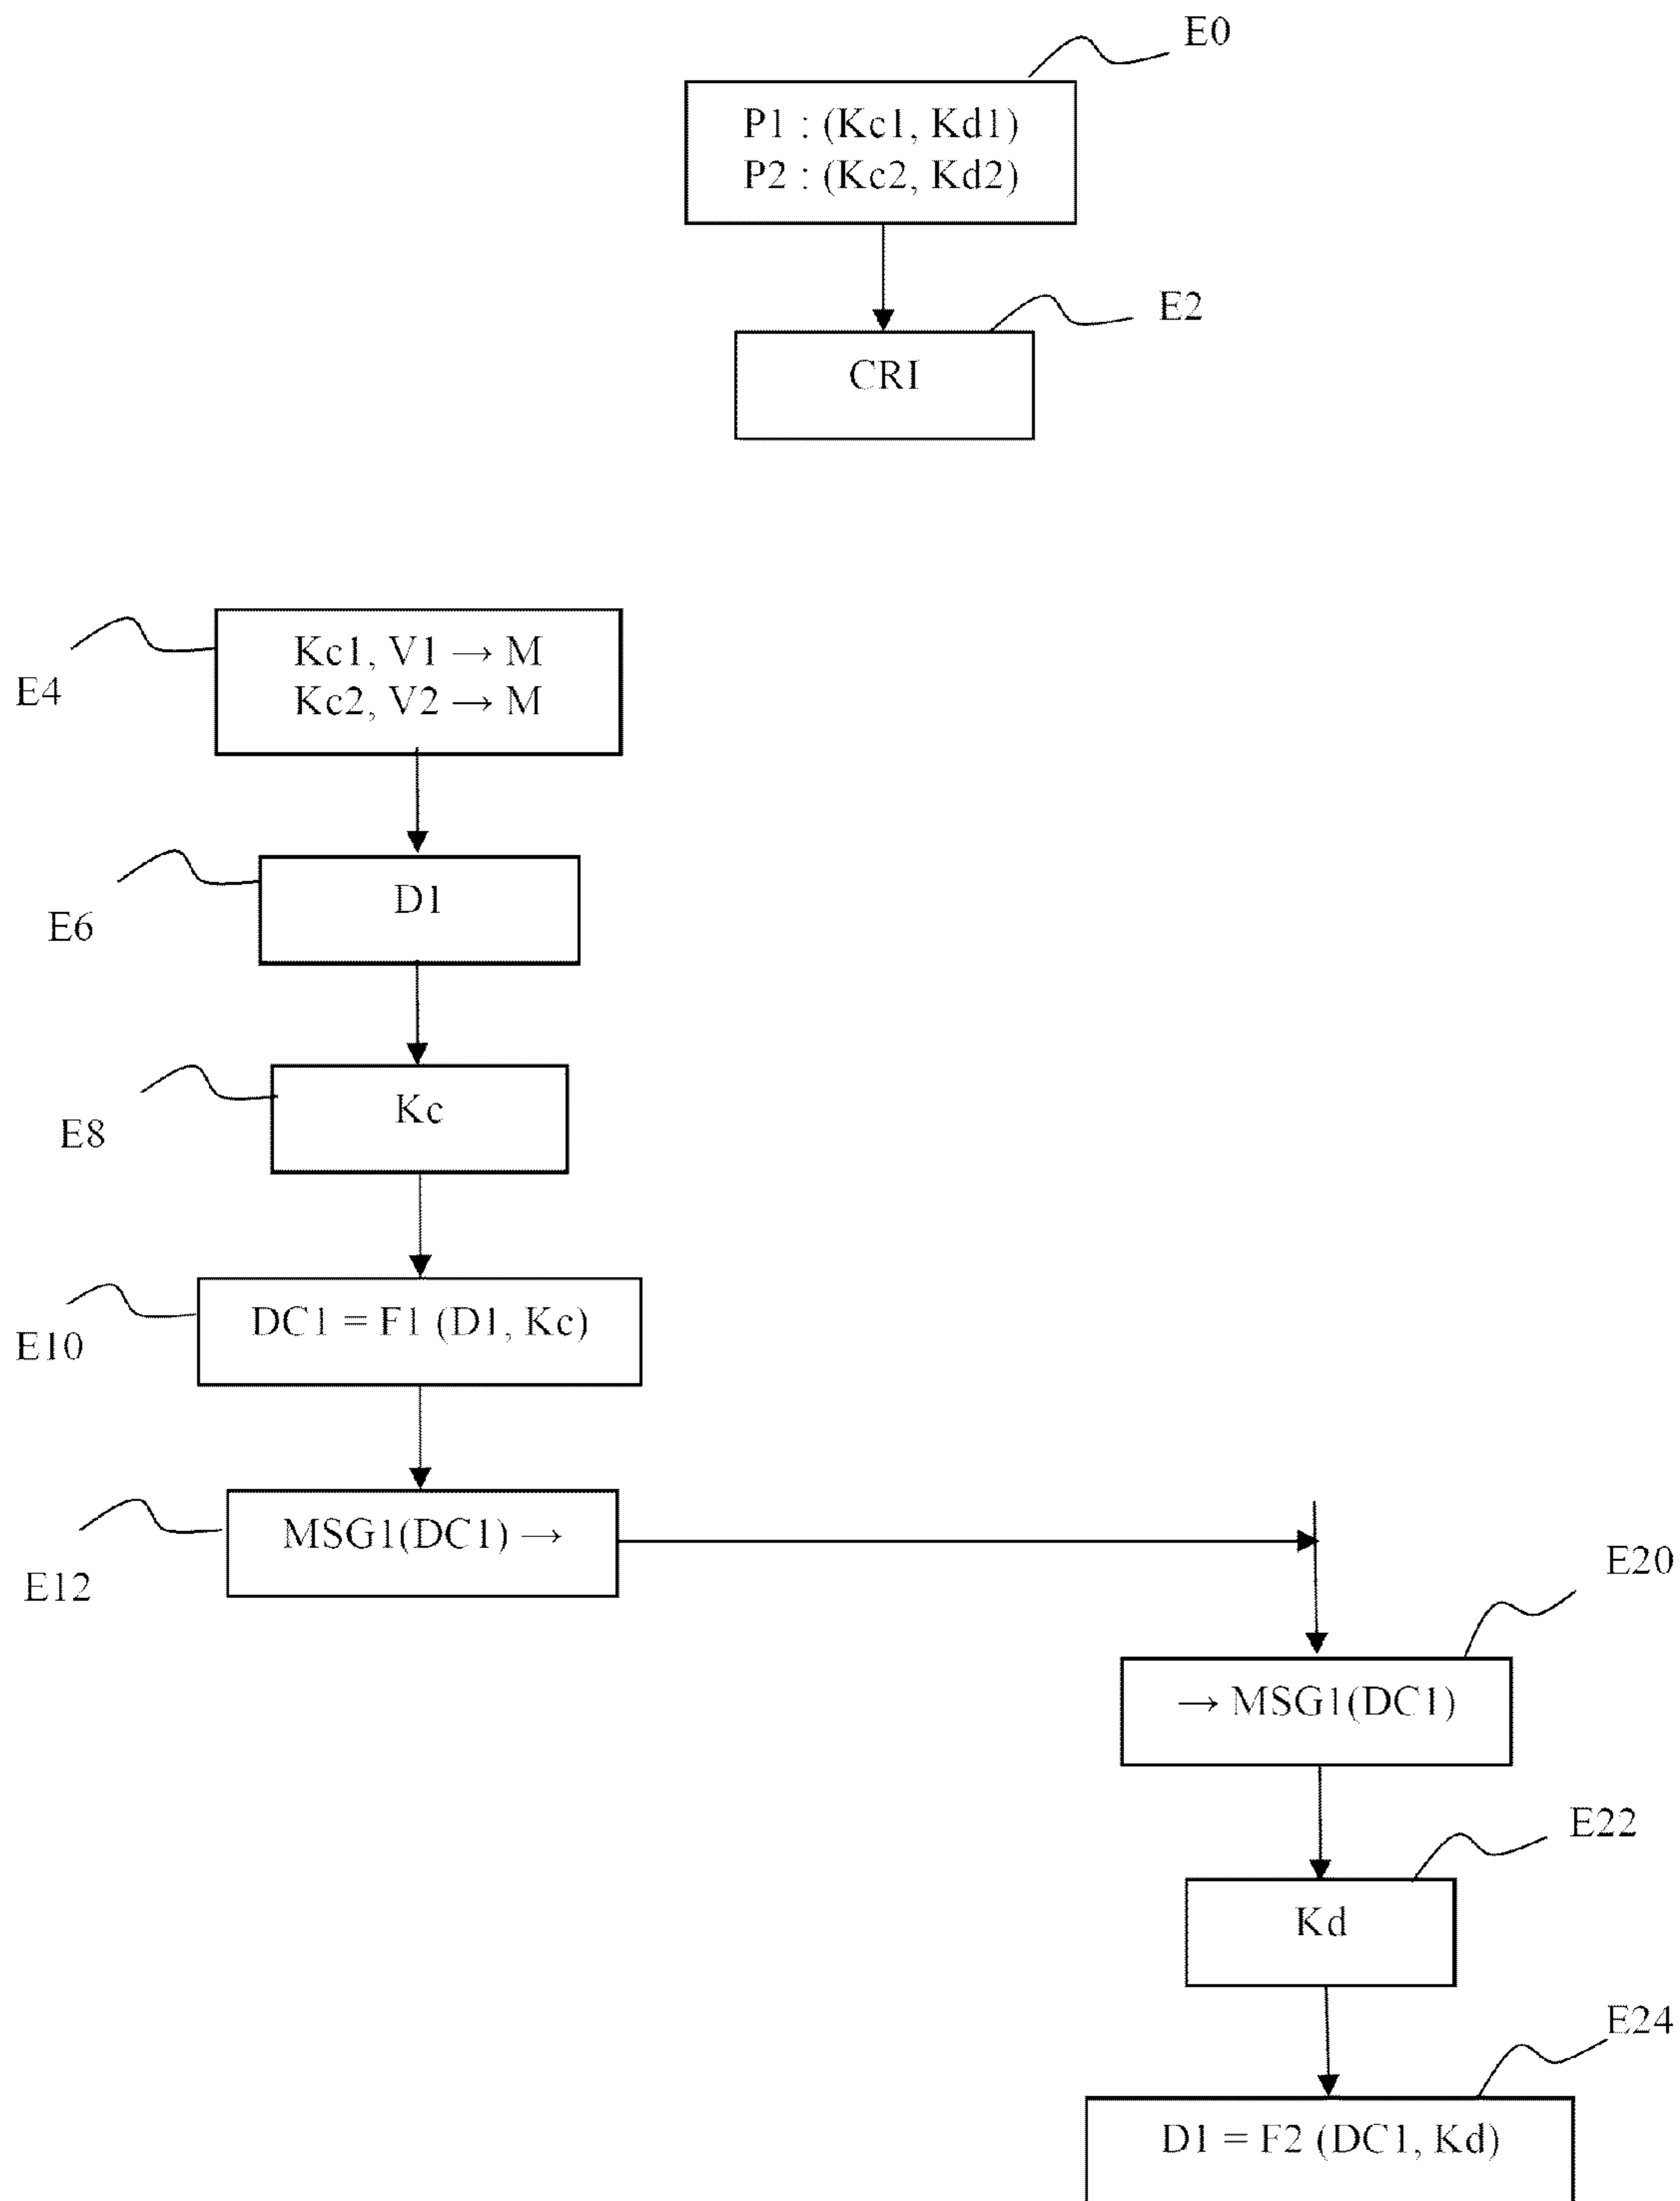 E0
P1 : (Kc1, Kd1)
P2 : (Kc2, Kd2)
E2
CRI
Kc1, V1 → M
Kc2, V2 → M
E4
D1
E6
Kc
E8
DC1 = F1 (D1, Kc)
E10
MSG1(DC1) →
E12
E20
→ MSG1(DC1)
E22
Kd
E24
D1 = F2 (DC1, Kd)